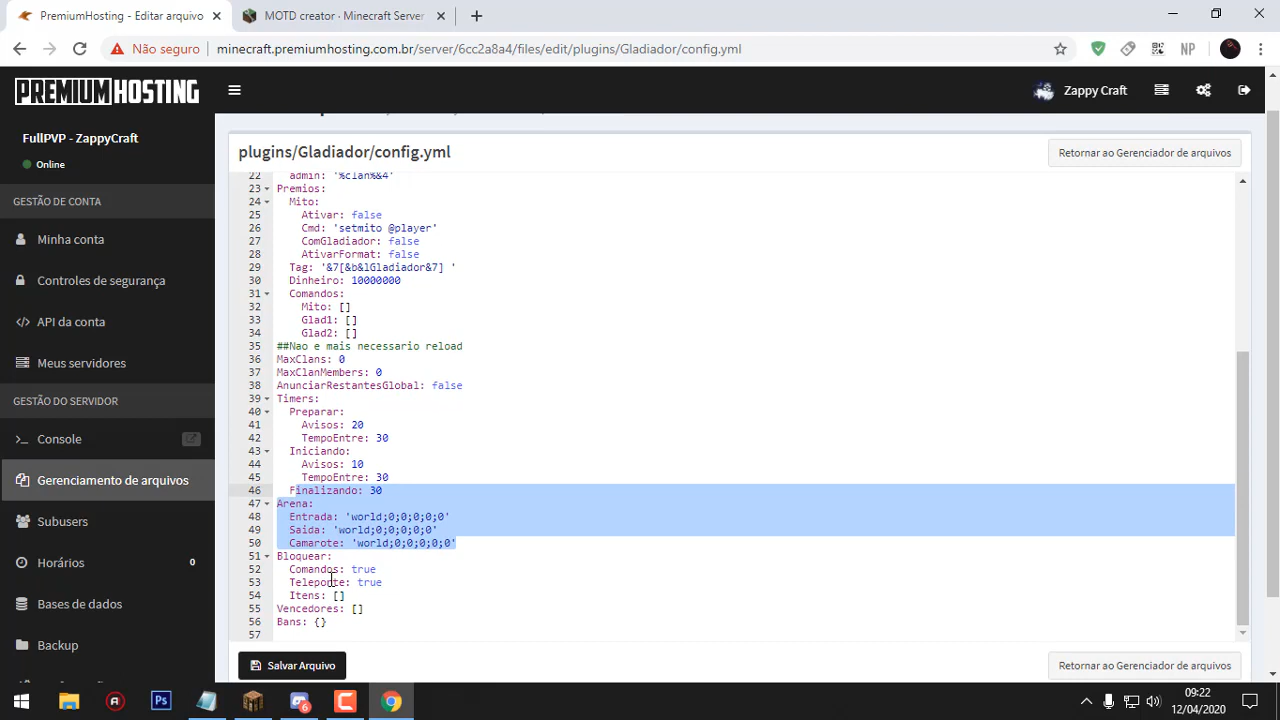 PremiumHosting - Editar arquivo
MOTD creator · Minecraft Server
Não seguro
minecraft.premiumhosting.com.br/server/6cc2a8a4/files/edit/plugins/Gladiador/config.yml
NP
PREMIUMHOSTING
Zappy Craft
FullPVP - ZappyCraft
Online
GESTÃO DE CONTA
Minha conta
Controles de segurança
API da conta
Meus servidores
GESTÃO DO SERVIDOR
Console
Gerenciamento de arquivos
Subusers
Horários
0
Bases de dados
Backup
plugins/Gladiador/config.yml
Retornar ao Gerenciador de arquivos
22 admin: '%clan%&4'
23 Premios:
24 Mito:
25 Ativar: false
26 Cmd: 'setmito @player'
27 ComGladiador: false
28 AtivarFormat: false
29 Tag: '&7[&b&lGladiador&7] '
30 Dinheiro: 10000000
31 Comandos:
32 Mito: []
33 Glad1: []
34 Glad2: []
35 ##Nao e mais necessario reload
36 MaxClans: 0
37 MaxClanMembers: 0
38 AnunciarRestantesGlobal: false
39 Timers:
40 Preparar:
41 Avisos: 20
42 TempoEntre: 30
43 Iniciando:
44 Avisos: 10
45 TempoEntre: 30
46 Finalizando: 30
47 Arena:
48 Entrada: 'world;0;0;0;0;0'
49 Saida: 'world;0;0;0;0;0'
50 Camarote: 'world;0;0;0;0;0'
51 Bloquear:
52 Comandos: true
53 Teleporte: true
54 Itens: []
55 Vencedores: []
56 Bans: {}
57
Salvar Arquivo
Retornar ao Gerenciador de arquivos
Ps
6
09:22
12/04/2020